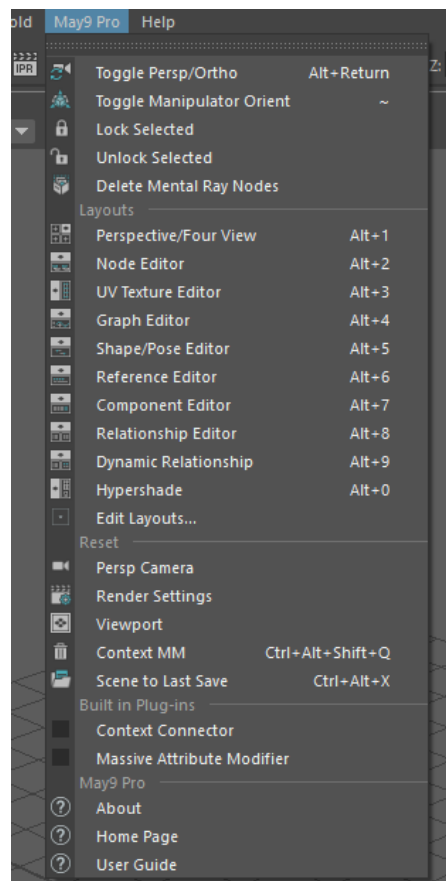 old May9 Pro Help
IPR
Z:
Toggle Persp/Ortho Alt+Return
Toggle Manipulator Orient ~
Lock Selected
Unlock Selected
Delete Mental Ray Nodes
Layouts
Perspective/Four View Alt+1
Node Editor Alt+2
UV Texture Editor Alt+3
Graph Editor Alt+4
Shape/Pose Editor Alt+5
Reference Editor Alt+6
Component Editor Alt+7
Relationship Editor Alt+8
Dynamic Relationship Alt+9
Hypershade Alt+0
Edit Layouts...
Reset
Persp Camera
Render Settings
Viewport
Context MM Ctrl+Alt+Shift+Q
Scene to Last Save Ctrl+Alt+X
Built in Plug-ins
Context Connector
Massive Attribute Modifier
May9 Pro
About
Home Page
User Guide